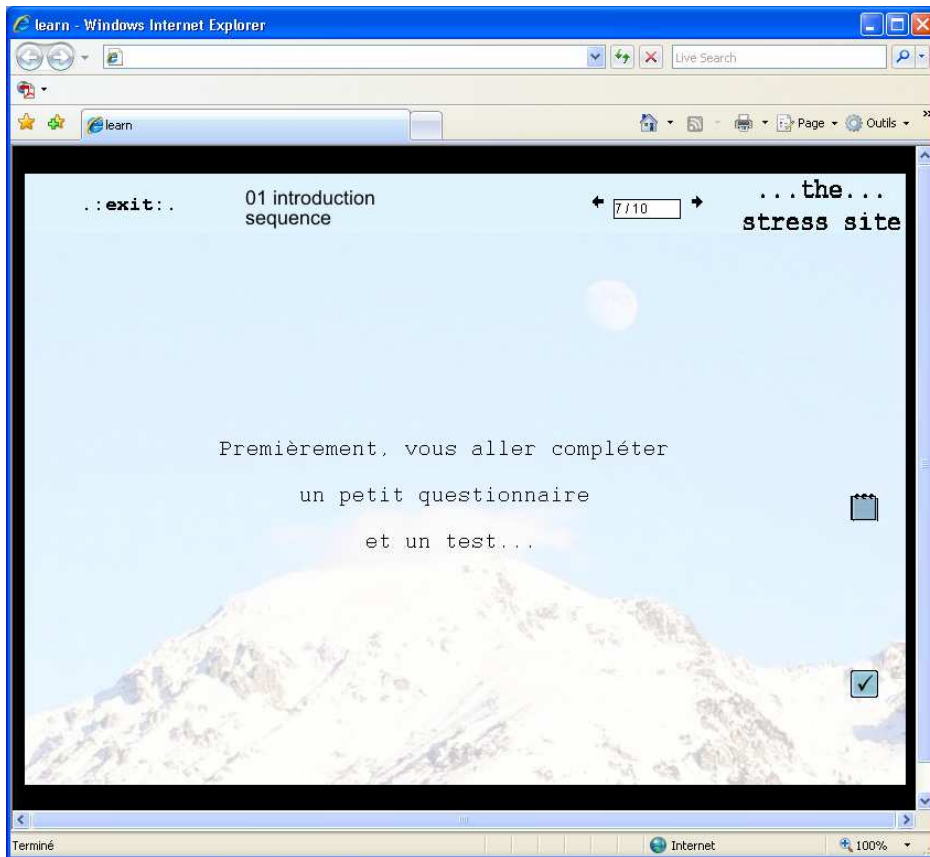 learn - Windows Internet Explorer
Live Search
learn
Page
Outils
.:exit:.
01 introduction
sequence
7/10
...the...
stress site
Premièrement, vous aller compléter
un petit questionnaire
et un test...
Terminé
Internet
100%